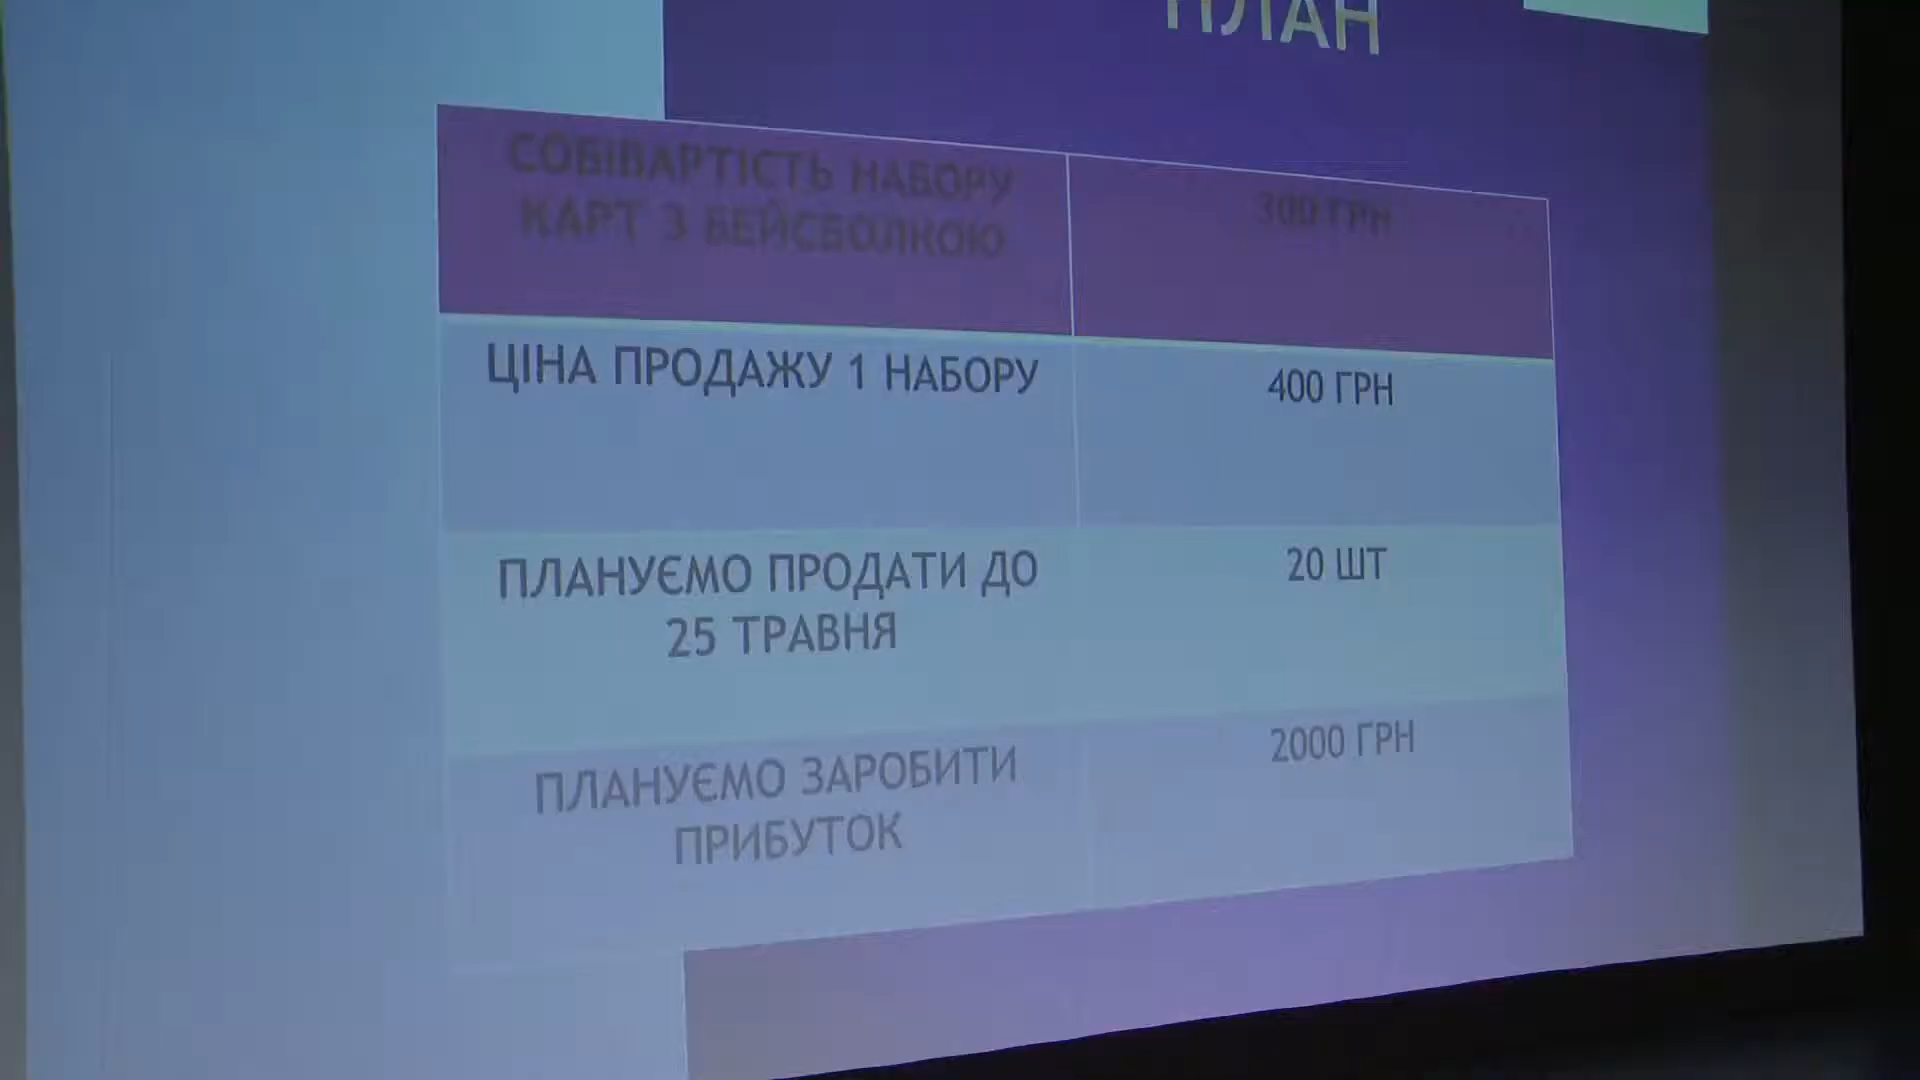 ПЛАН
СОБІВАРТІСТЬ НАБОРУ
КАРТ З БЕЙСБОЛКОЮ
300 ГРН
ЦІНА ПРОДАЖУ 1 НАБОРУ
400 ГРН
ПЛАНУЄМО ПРОДАТИ ДО
25 ТРАВНЯ
20 ШТ
ПЛАНУЄМО ЗАРОБИТИ
ПРИБУТОК
2000 ГРН